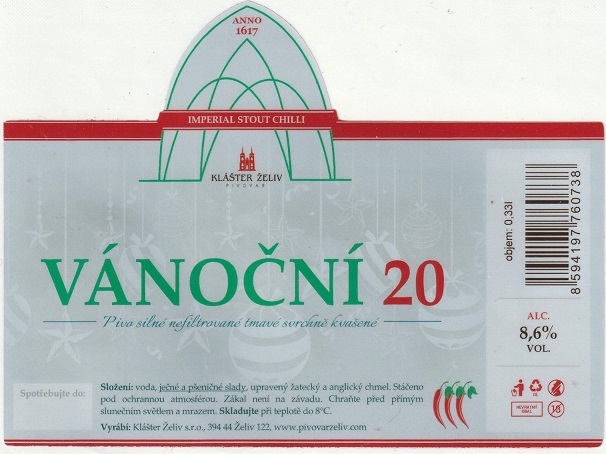 ANNO
1617
IMPERIAL STOUT CHILLI
KLÁŠTER ŽELIV
PIVOVAR
VÁNOČNÍ 20
Pivo silné nefiltrované tmavé svrchně kvašené
Spotřebujte do:
Složení: voda, ječné a pšeničné slady, upravený žatecký a anglický chmel. Stáčeno
pod ochrannou atmosférou. Zákal není na závadu. Chraňte před přímým
slunečním světlem a mrazem. Skladujte při teplotě do 8°C.
Vyrábí: Klášter Želiv s.r.o., 394 44 Želiv 122, www.pivovarzeliv.com
objem: 0,33l
8 594197 760738
ALC.
8,6%
VOL.
NEVRATNÝ
OBAL
18